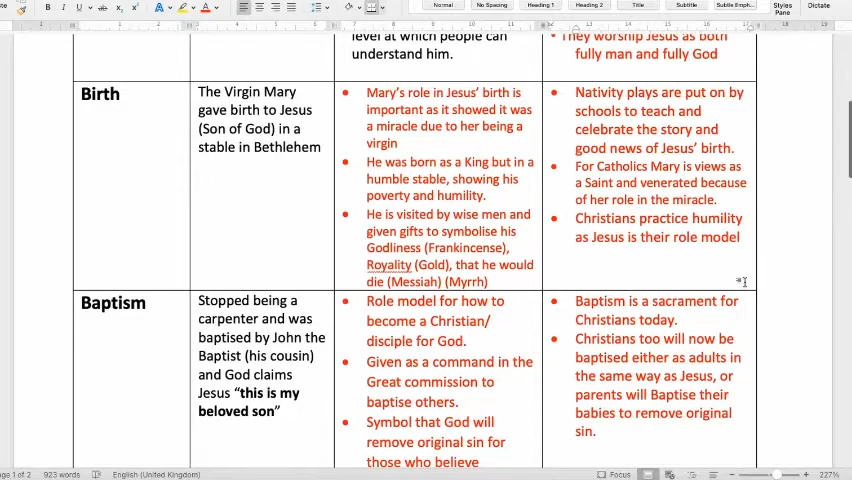 Normal
No Spacing
Heading 1
Heading 2
Title
Subtitle
Subtle Emph...
Styles
Pane
Dictate
level at which people can
understand him.
They worship Jesus as both
fully man and fully God
Birth
The Virgin Mary
gave birth to Jesus
(Son of God) in a
stable in Bethlehem
• Mary's role in Jesus' birth is
important as it showed it was
a miracle due to her being a
virgin
• He was born as a King but in a
humble stable, showing his
poverty and humility.
• He is visited by wise men and
given gifts to symbolise his
Godliness (Frankincense),
Royality (Gold), that he would
die (Messiah) (Myrrh)
• Nativity plays are put on by
schools to teach and
celebrate the story and
good news of Jesus' birth.
• For Catholics Mary is views as
a Saint and venerated because
of her role in the miracle.
• Christians practice humility
as Jesus is their role model
Baptism
Stopped being a
carpenter and was
baptised by John the
Baptist (his cousin)
and God claims
Jesus "this is my
beloved son"
• Role model for how to
become a Christian/
disciple for God.
• Given as a command in the
Great commission to
baptise others.
• Symbol that God will
remove original sin for
those who believe
• Baptism is a sacrament for
Christians today.
• Christians too will now be
baptised either as adults in
the same way as Jesus, or
parents will Baptise their
babies to remove original
sin.
age 1 of 2
923 words
English (United Kingdom)
Focus
227%